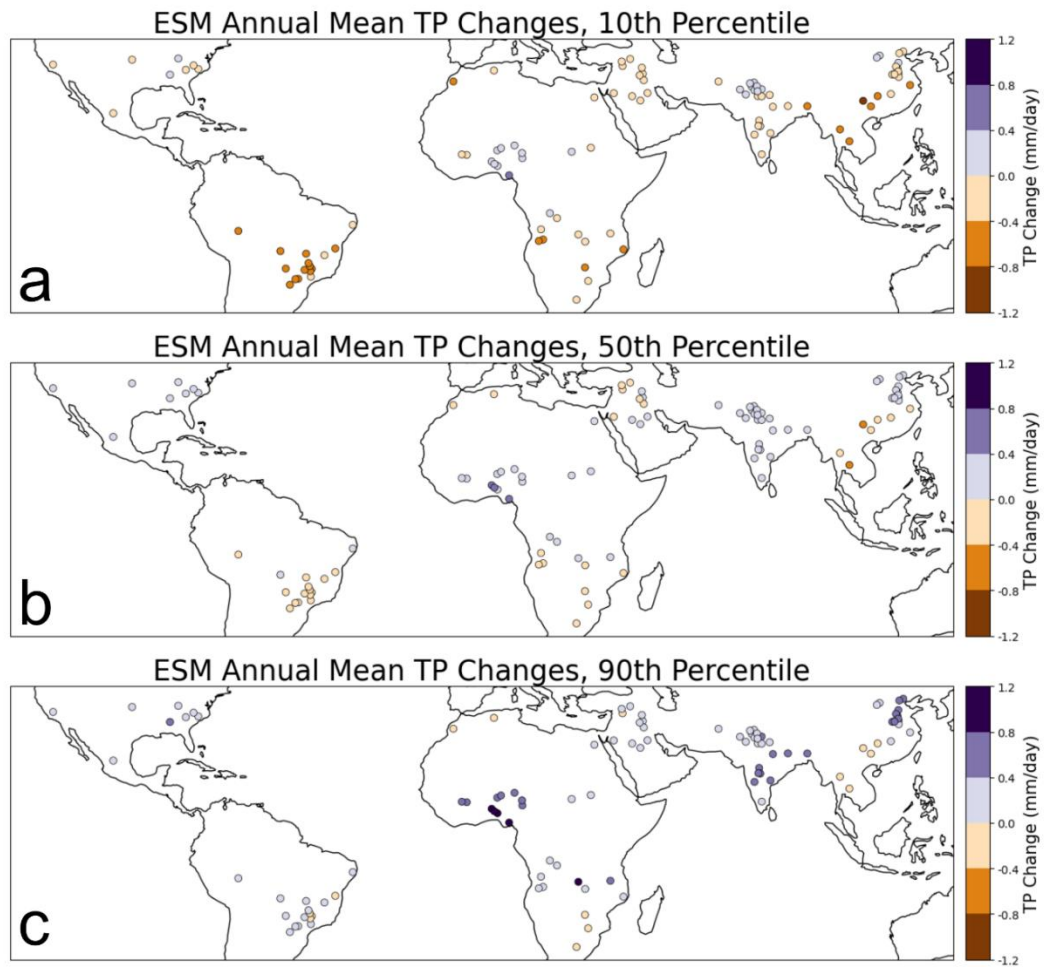 ESM Annual Mean TP Changes, 10th Percentile
a
1.2
0.8
0.4
0.0
-0.4
-0.8
-1.2
TP Change (mm/day)
ESM Annual Mean TP Changes, 50th Percentile
b
1.2
0.8
0.4
0.0
-0.4
-0.8
-1.2
TP Change (mm/day)
ESM Annual Mean TP Changes, 90th Percentile
c
1.2
0.8
0.4
0.0
-0.4
-0.8
-1.2
TP Change (mm/day)